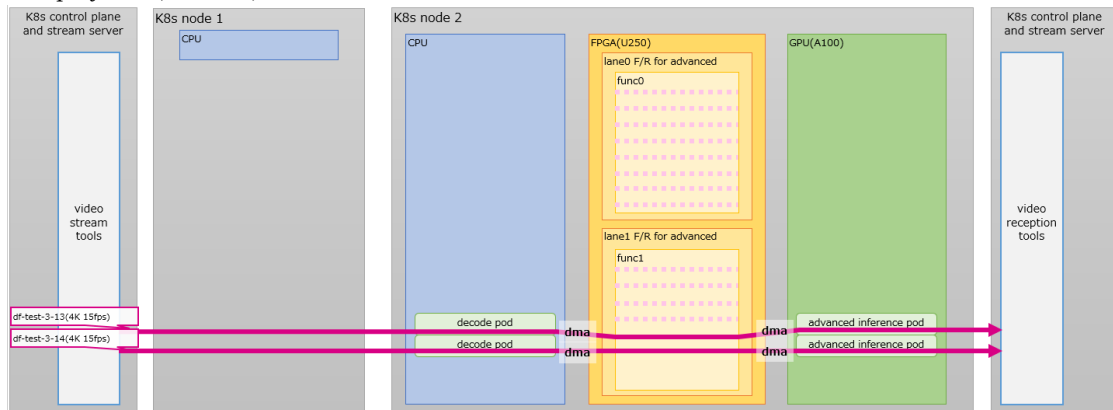 K8s control plane
and stream server
K8s node 1
K8s node 2
K8s control plane
and stream server
CPU
CPU
FPGA(U250)
GPU(A100)
lane0 F/R for advanced
func0
video
stream
tools
video
reception
tools
lane1 F/R for advanced
func1
df-test-3-13(4K 15fps)
decode pod
dma
dma
advanced inference pod
df-test-3-14(4K 15fps)
decode pod
dma
dma
advanced inference pod